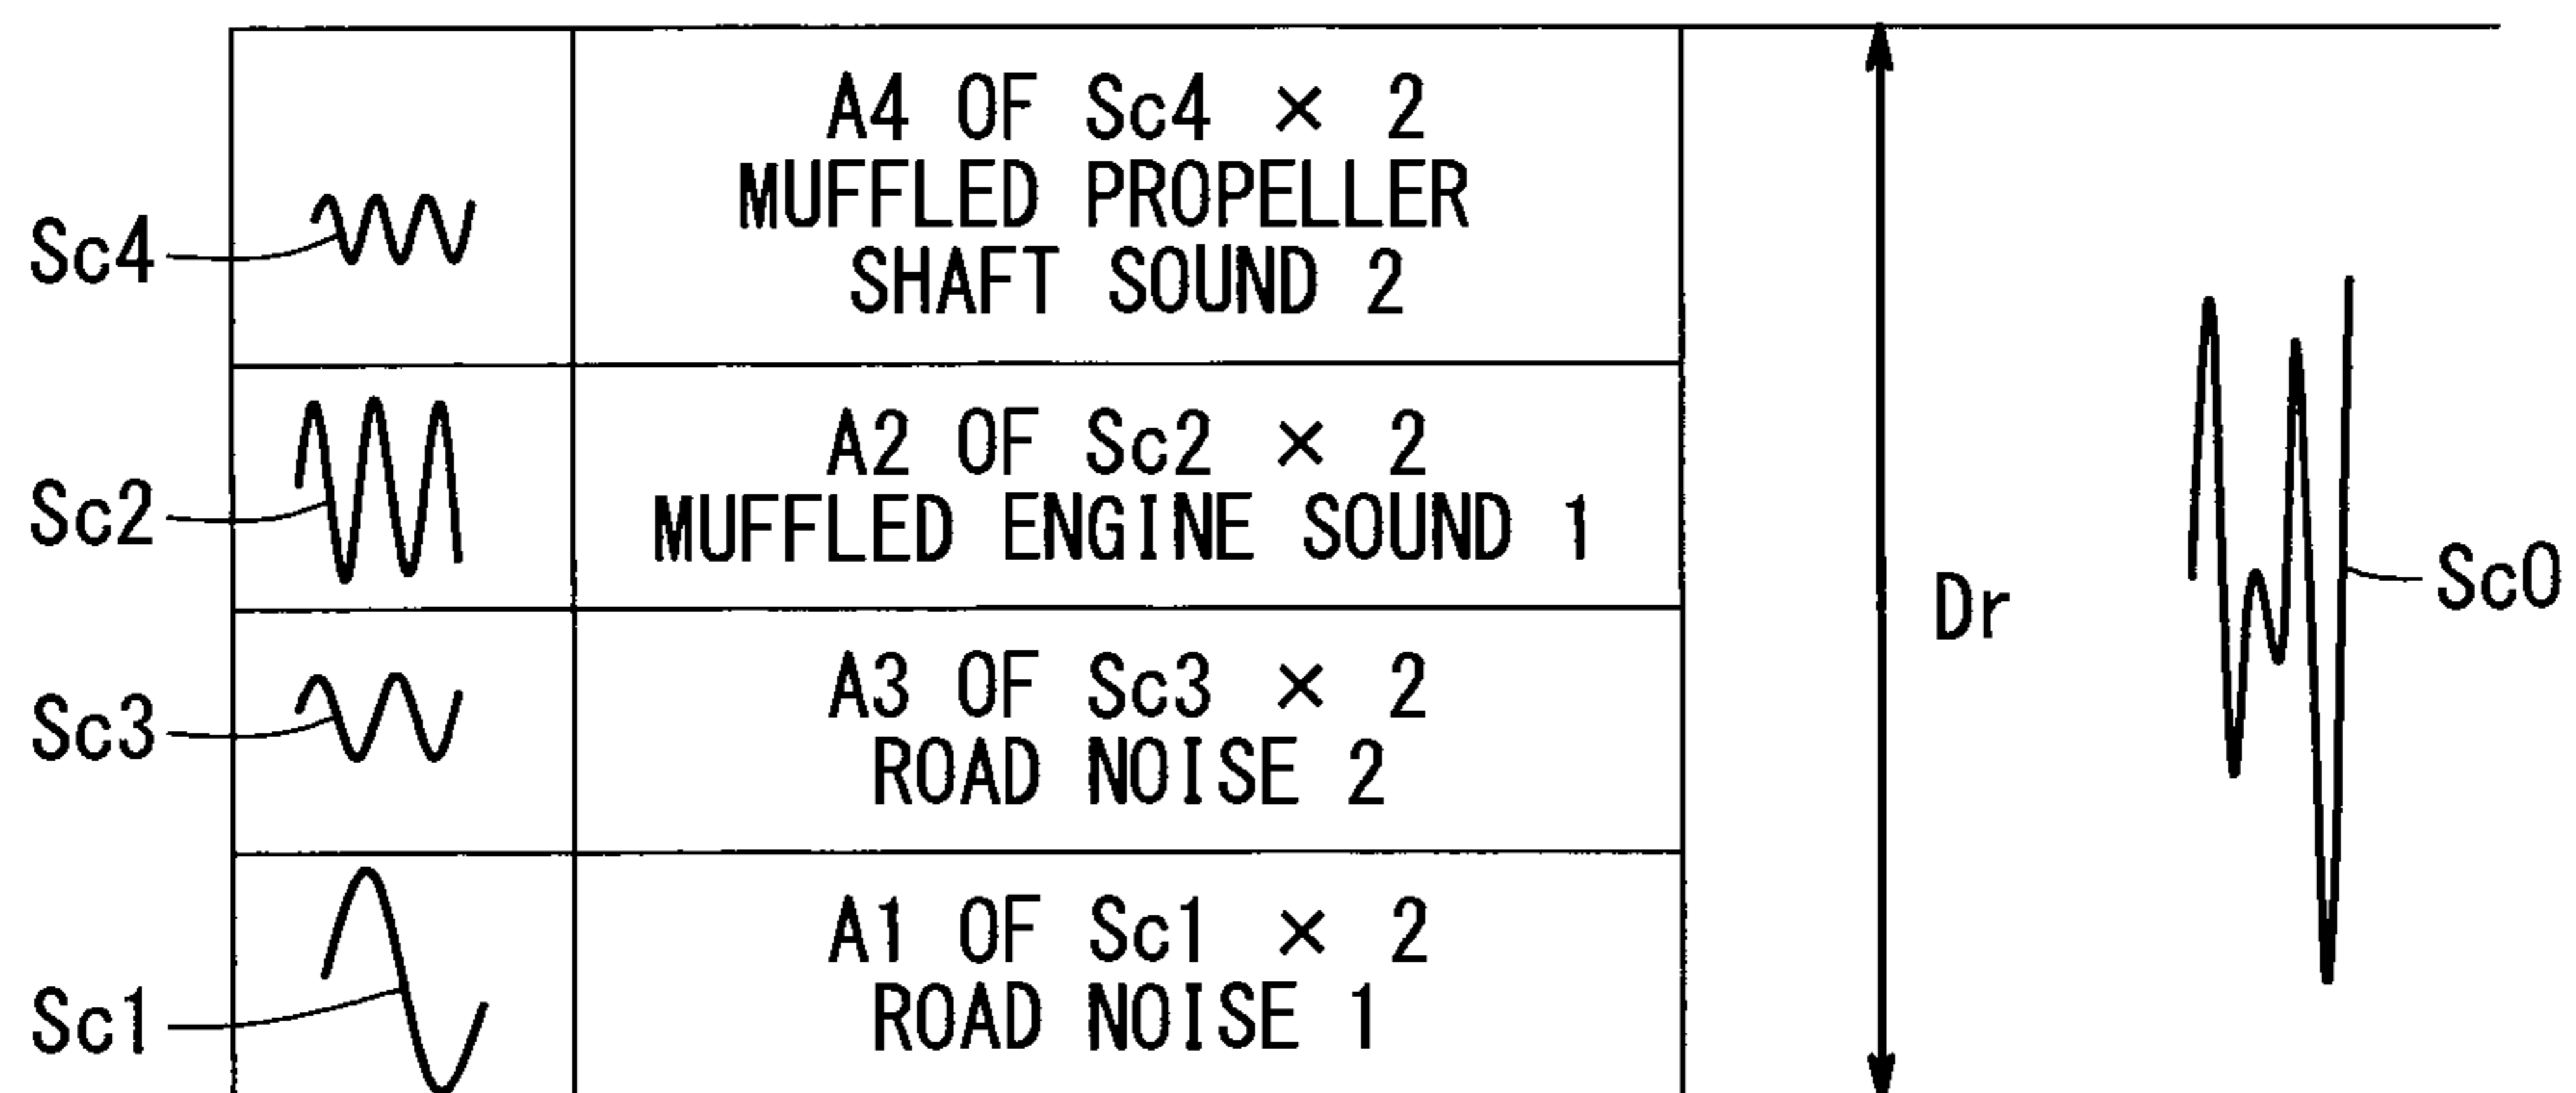 A4 OF Sc4 × 2
MUFFLED PROPELLER
SHAFT SOUND 2
Sc4
A2 OF Sc2 × 2
MUFFLED ENGINE SOUND 1
Sc2
A3 OF Sc3 × 2
ROAD NOISE 2
Sc3
A1 OF Sc1 × 2
ROAD NOISE 1
Sc1
Dr
Sc0